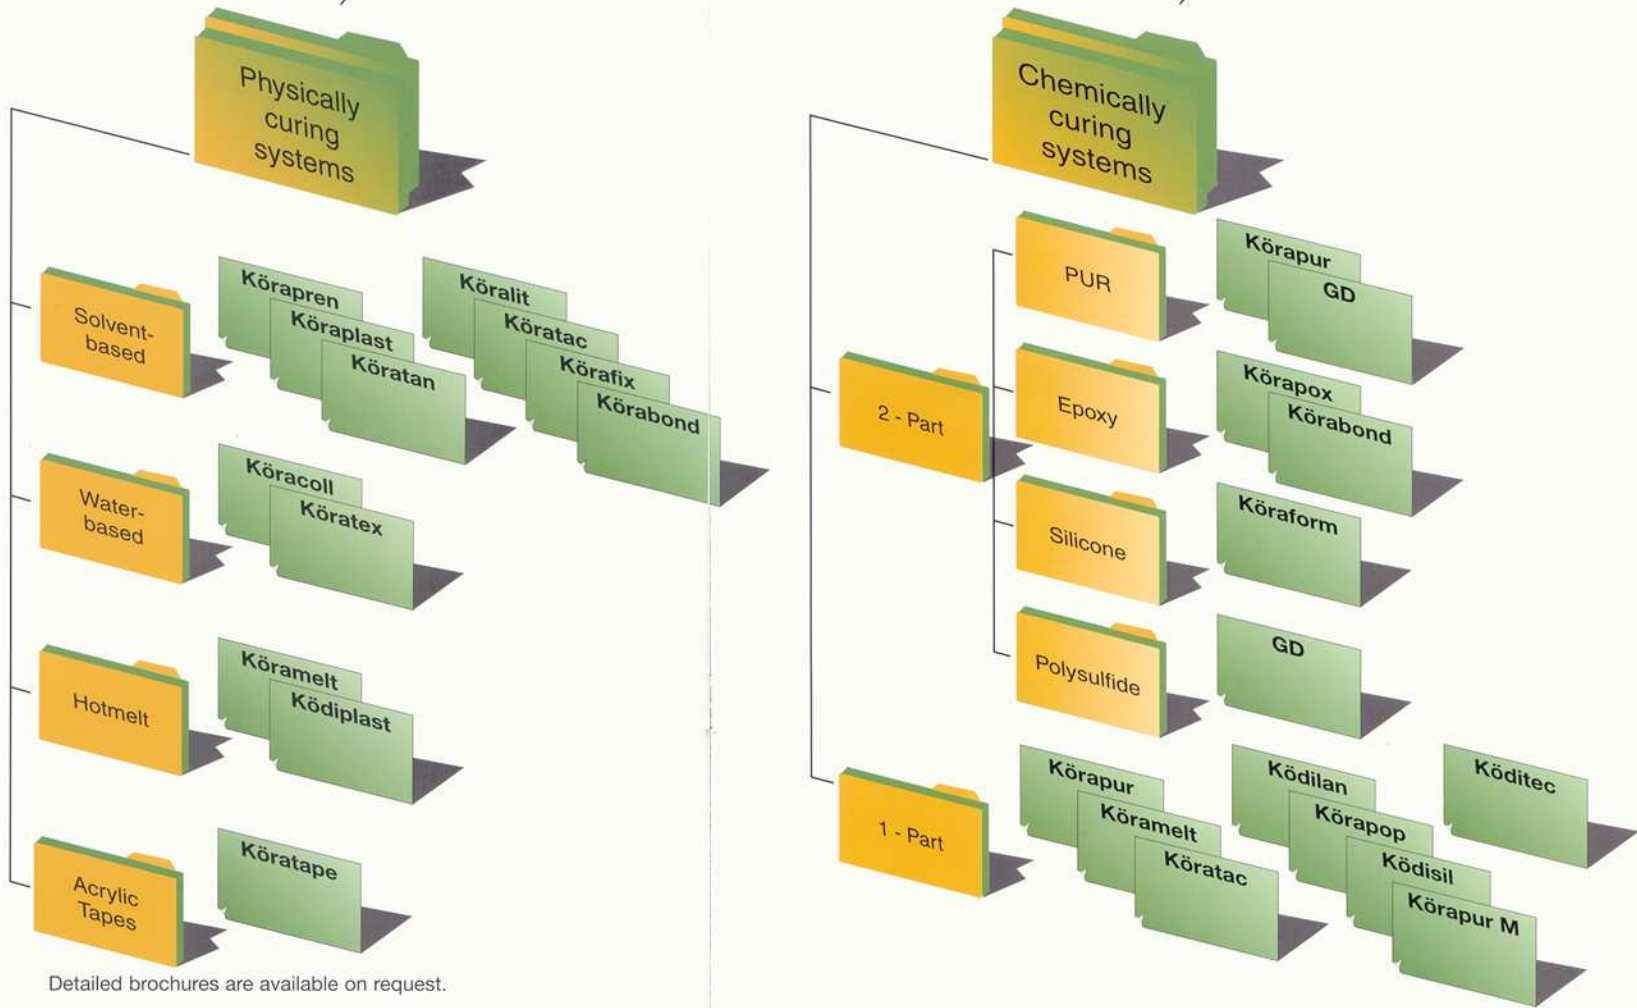 Physically
curing
systems
Solvent-
based
Körapren
Köraplast
Köratan
Köralit
Köratac
Körafix
Körabond
Water-
based
Köracoll
Köratex
Hotmelt
Köramelt
Ködiplast
Acrylic
Tapes
Köratape
Detailed brochures are available on request.
Chemically
curing
systems
2 - Part
PUR
Körapur
GD
Epoxy
Körapox
Körabond
Silicone
Köraform
Polysulfide
GD
1 - Part
Körapur
Köramelt
Köratac
Ködilan
Körapop
Ködisil
Körapur M
Köditec